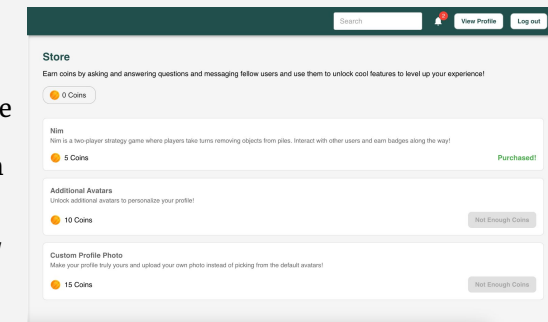 Search
2
View Profile
Log out
Store
Earn coins by asking and answering questions and messaging fellow users and use them to unlock cool features to level up your experience!
0 Coins
Nim
Nim is a two-player strategy game where players take turns removing objects from piles. Interact with other users and earn badges along the way!
5 Coins
Purchased!
Additional Avatars
Unlock additional avatars to personalize your profile!
10 Coins
Not Enough Coins
Custom Profile Photo
Make your profile truly yours and upload your own photo instead of picking from the default avatars!
15 Coins
Not Enough Coins